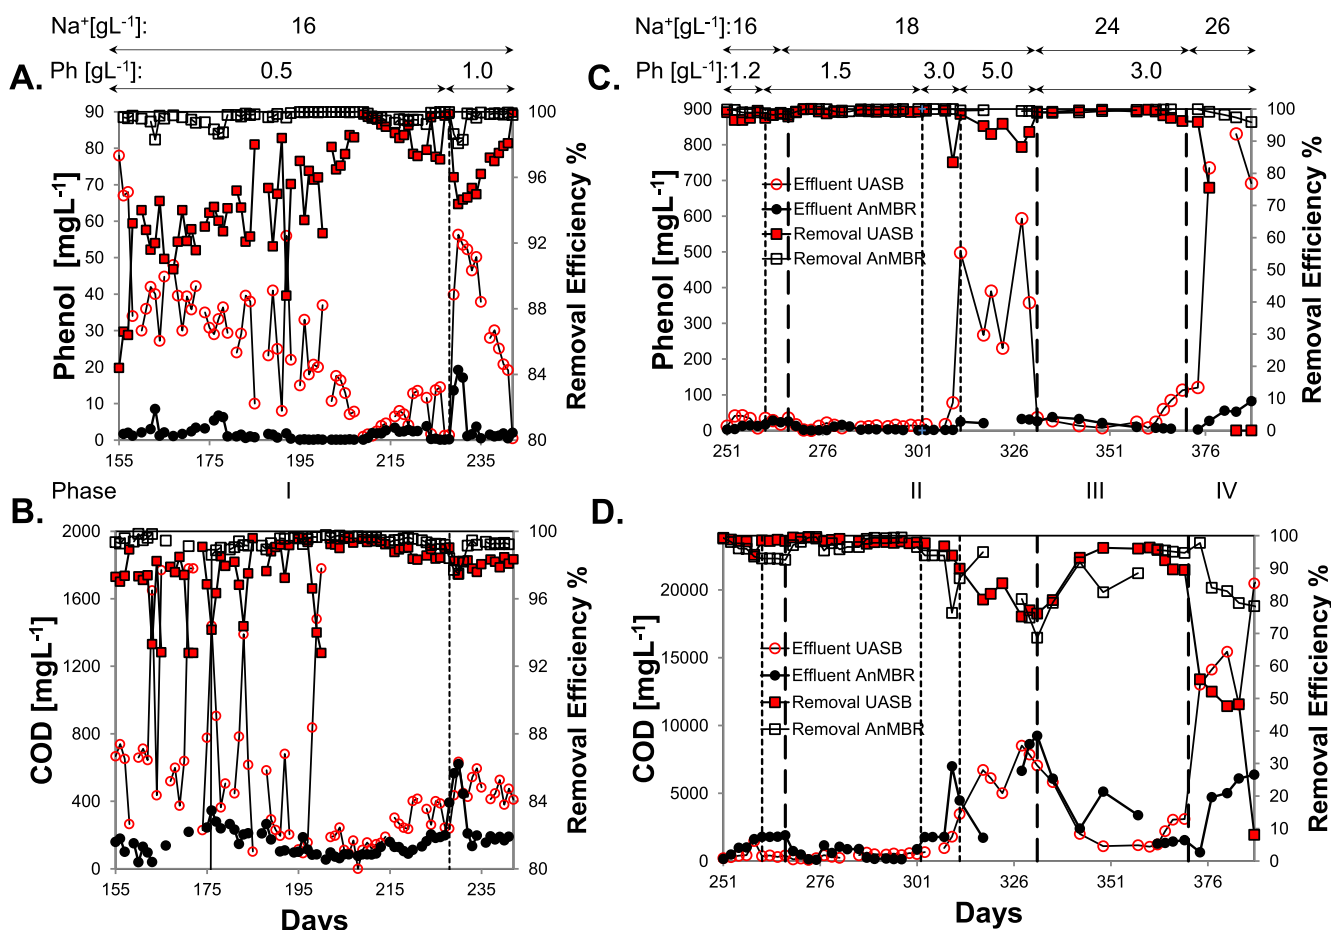 Na⁺[gL⁻¹]: 16
Ph [gL⁻¹]: 0.5 1.0
A.
90 80 70 60 50 40 30 20 10 0
Phenol [mgL⁻¹]
100 96 92 88 84 80
Removal Efficiency %
155 175 195 215 235
Na⁺[gL⁻¹]:16 18 24 26
Ph [gL⁻¹]:1.2 1.5 3.0 5.0 3.0
C.
900 800 700 600 500 400 300 200 100 0
Phenol [mgL⁻¹]
Effluent UASB
Effluent AnMBR
Removal UASB
Removal AnMBR
100 90 80 70 60 50 40 30 20 10 0
Removal Efficiency %
251 276 301 326 351 376
Phase I II III IV
B.
2000 1600 1200 800 400 0
COD [mgL⁻¹]
100 96 92 88 84 80
Removal Efficiency %
155 175 195 215 235
Days
D.
20000 15000 10000 5000 0
COD [mgL⁻¹]
Effluent UASB
Effluent AnMBR
Removal UASB
Removal AnMBR
100 90 80 70 60 50 40 30 20 10 0
Removal Efficiency %
251 276 301 326 351 376
Days